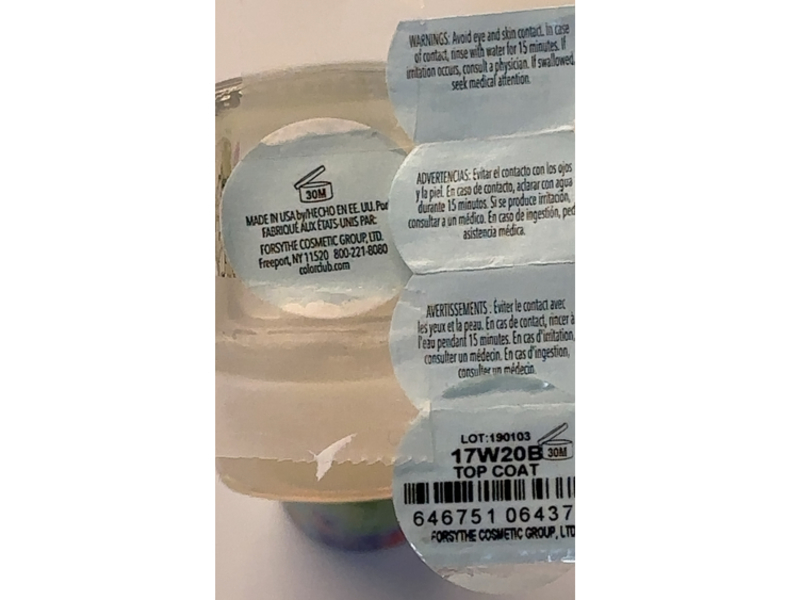 WARNINGS: Avoid eye and skin contact. In case
of contact, rinse with water for 15 minutes. If
irritation occurs, consult a physician. If swallowed,
seek medical attention.
30M
MADE IN USA by/HECHO EN EE. UU. Por
FABRIQUÉ AUX ÉTATS-UNIS PAR:
FORSYTHE COSMETIC GROUP, LTD.
Freeport, NY 11520 800-221-8080
colorclub.com
ADVERTENCIAS: Evitar el contacto con los ojos
y la piel. En caso de contacto, aclarar con agua
durante 15 minutos. Si se produce irritación,
consultar a un médico. En caso de ingestión, ped
asistencia médica.
AVERTISSEMENTS : Éviter le contact avec
les yeux et la peau. En cas de contact, rincer à
l'eau pendant 15 minutes. En cas d'irritation,
consulter un médecin. En cas d'ingestion,
consulter un médecin.
LOT:190103
17W20B 30M
TOP COAT
646751 06437
FORSYTHE COSMETIC GROUP, LTD